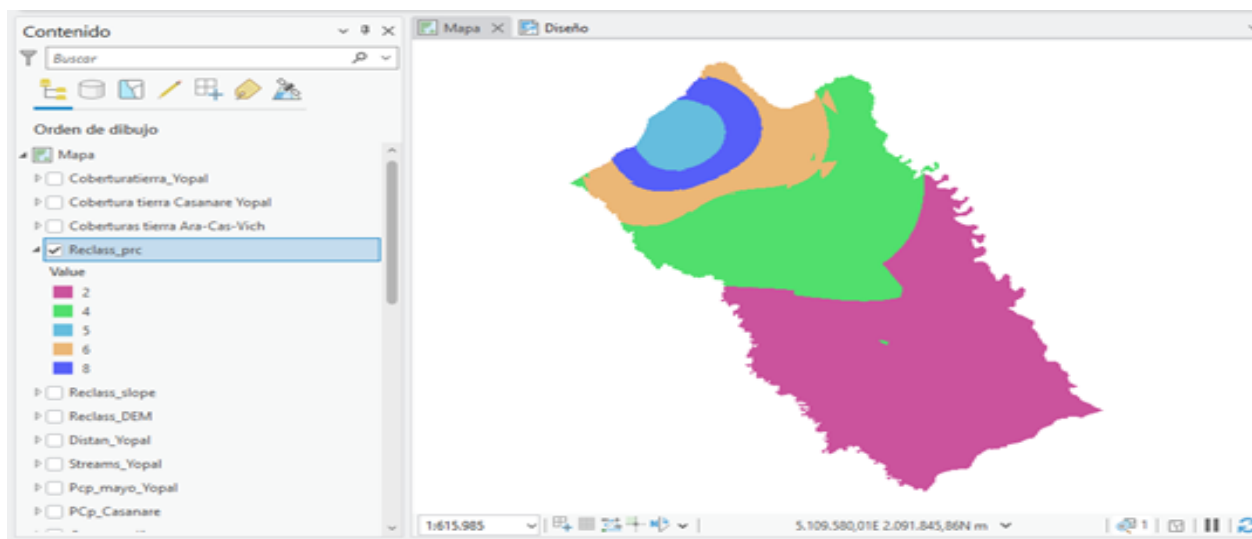 Contenido
Buscar
Orden de dibujo
Mapa
Coberturatierra_Yopal
Cobertura tierra Casanare Yopal
Coberturas tierra Ara-Cas-Vich
Reclass_prc
Value
2
4
5
6
8
Reclass_slope
Reclass_DEM
Distan_Yopal
Streams_Yopal
Pcp_mayo_Yopal
PCp_Casanare
Mapa
Diseño
1:615.985
5.109.580,01E 2.091.845,86N m
1